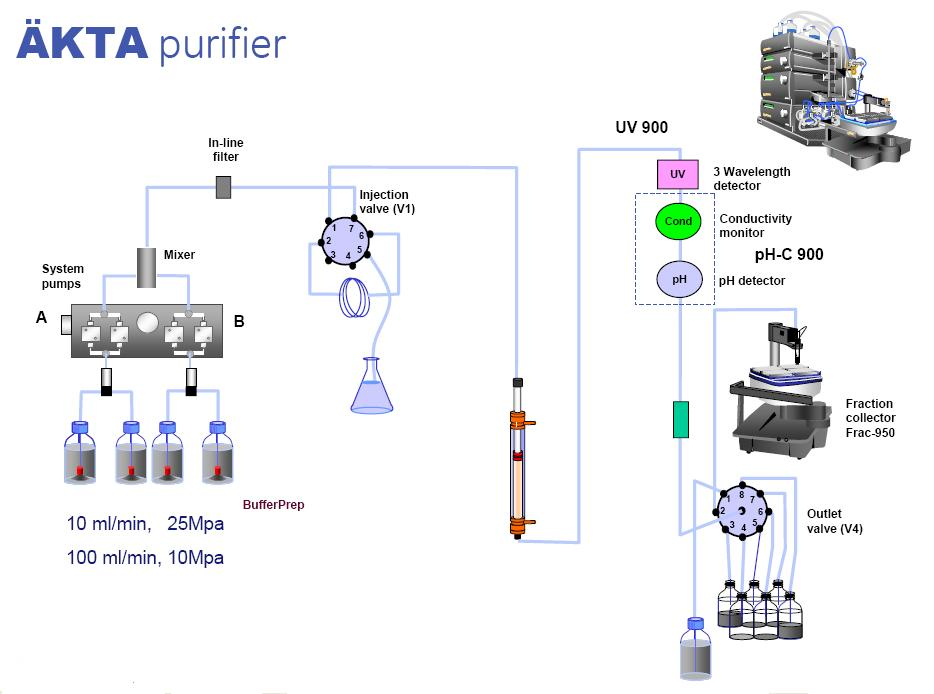 ÄKTA purifier
UV 900
In-line
filter
UV
3 Wavelength
detector
Injection
valve (V1)
1
7
2
6
3
4
5
Cond
Conductivity
monitor
Mixer
pH-C 900
System
pumps
pH
pH detector
A
B
Fraction
collector
Frac-950
BufferPrep
1
8
7
2
6
3
4
5
Outlet
valve (V4)
10 ml/min, 25Mpa
100 ml/min, 10Mpa